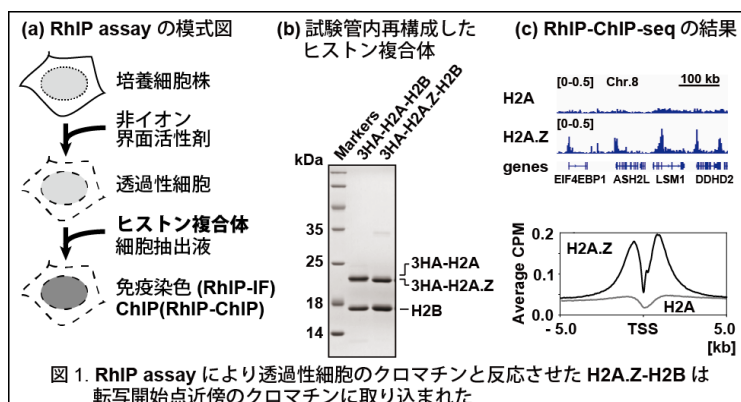 (a) RhIP assay の模式図
培養細胞株
非イオン
界面活性剤
透過性細胞
ヒストン複合体
細胞抽出液
免疫染色 (RhIP-IF)
ChIP(RhIP-ChIP)
(b) 試験管内再構成した
ヒストン複合体
Markers
3HA-H2A-H2B
3HA-H2A.Z-H2B
kDa
35
25
18
14
3HA-H2A
3HA-H2A.Z
H2B
(c) RhIP-ChIP-seq の結果
[0-0.5] Chr.8 100 kb
H2A
[0-0.5]
H2A.Z
genes
EIF4EBP1 ASH2L LSM1 DDHD2
Average CPM
0.2
0.1
0.0
H2A.Z
H2A
- 5.0 TSS 5.0
[kb]
図 1. RhIP assay により透過性細胞のクロマチンと反応させた H2A.Z-H2B は
転写開始点近傍のクロマチンに取り込まれた